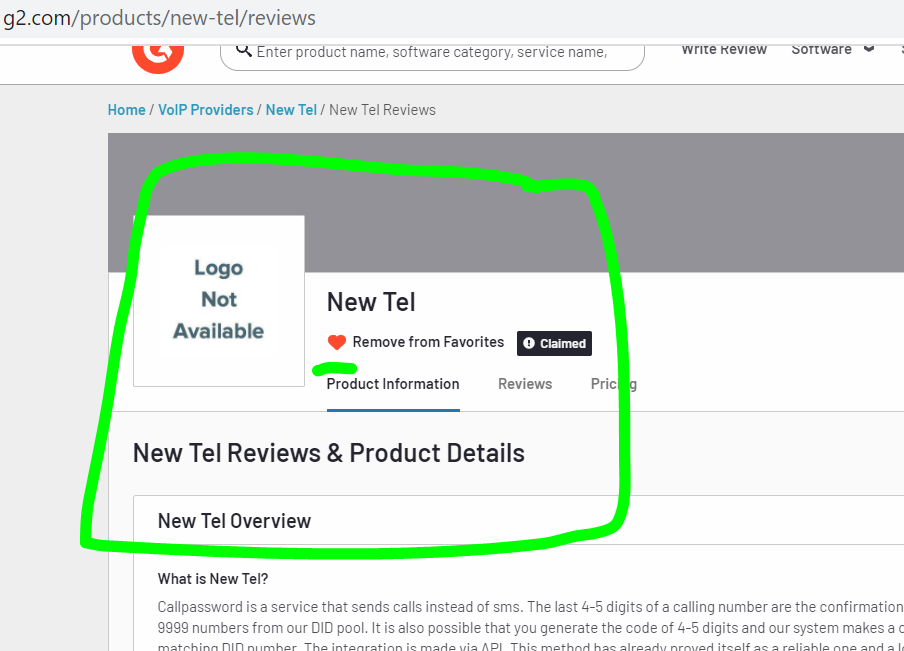 g2.com/products/new-tel/reviews
Enter product name, software category, service name,
Write Review Software
Home / VoIP Providers / New Tel / New Tel Reviews
Logo
Not
Available
New Tel
Remove from Favorites Claimed
Product Information Reviews Pricing
New Tel Reviews & Product Details
New Tel Overview
What is New Tel?
Callpassword is a service that sends calls instead of sms. The last 4-5 digits of a calling number are the confirmation
9999 numbers from our DID pool. It is also possible that you generate the code of 4-5 digits and our system makes a
matching DID number. The integration is made via API. This method has already proved itself as a reliable one and a